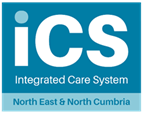 iCS
Integrated Care System
North East & North Cumbria